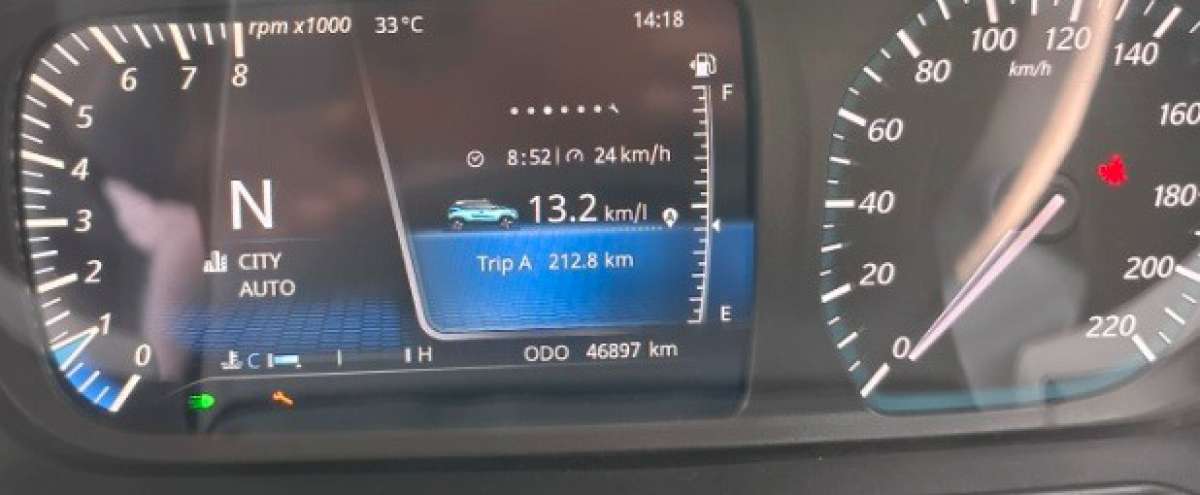 rpm x1000 33°C 14:18
8
7
6
5
4
3
2
1
0
N
CITY
AUTO
8:52 24 km/h
13.2 km/l
Trip A 212.8 km
F
E
C H
ODO 46897 km
0
20
40
60
80
100
120
140
160
180
200
220
km/h